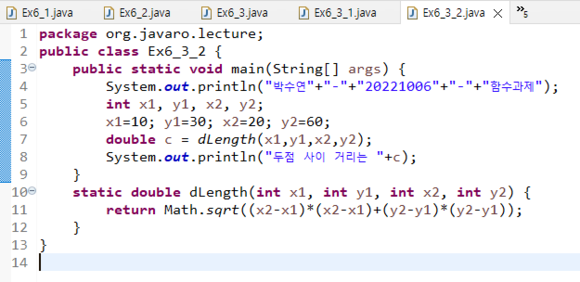 Ex6_1.java Ex6_2.java Ex6_3.java Ex6_3_1.java Ex6_3_2.java »5
1 package org.javaro.lecture;
2 public class Ex6_3_2 {
3 public static void main(String[] args) {
4 System.out.println("박수연"+"-"+"20221006"+"-"+"함수과제");
5 int x1, y1, x2, y2;
6 x1=10; y1=30; x2=20; y2=60;
7 double c = dLength(x1,y1,x2,y2);
8 System.out.println("두점 사이 거리는 "+c);
9 }
10 static double dLength(int x1, int y1, int x2, int y2) {
11 return Math.sqrt((x2-x1)*(x2-x1)+(y2-y1)*(y2-y1));
12 }
13 }
14